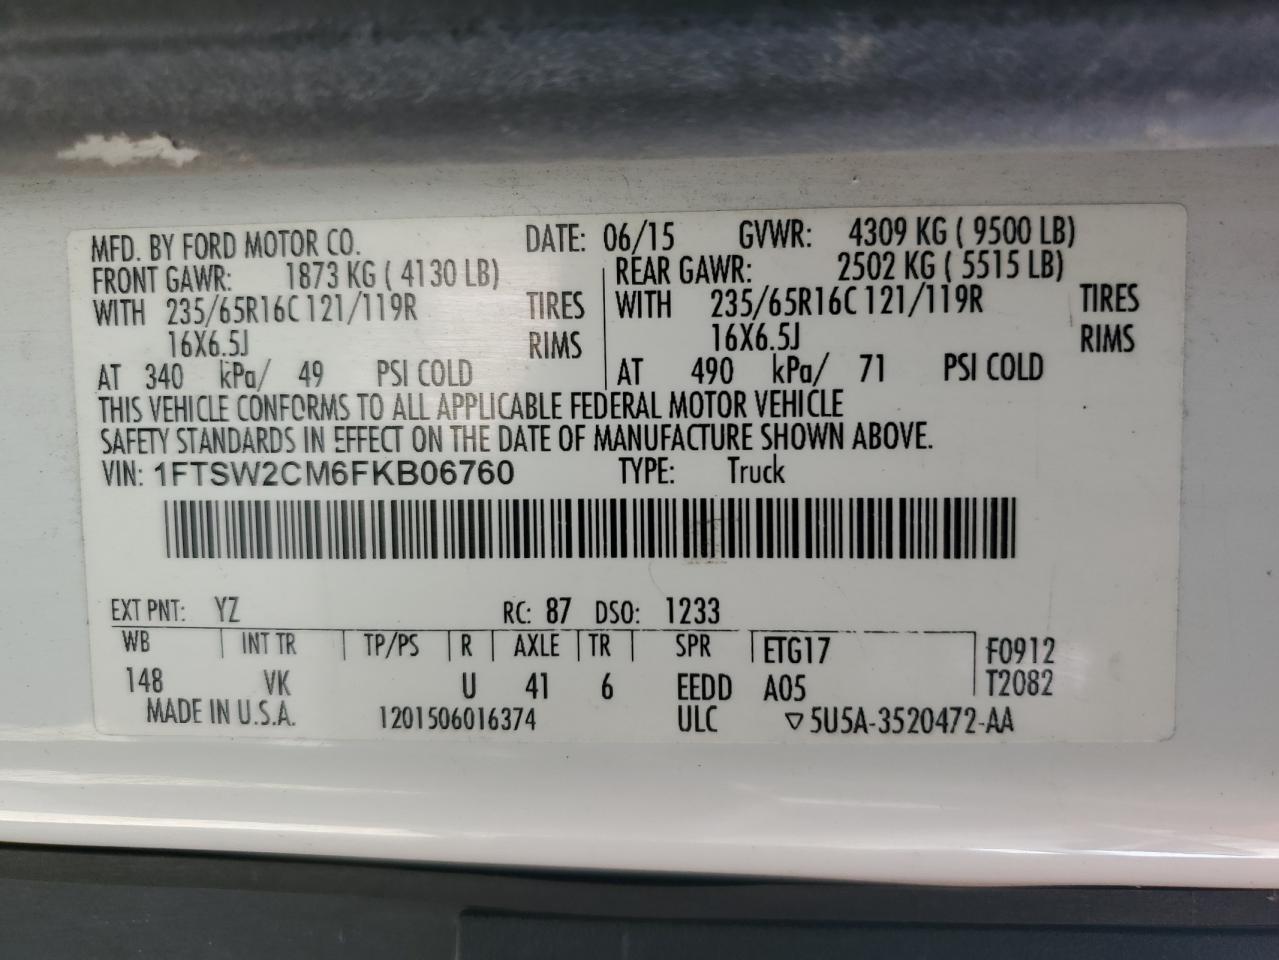 MFD. BY FORD MOTOR CO. DATE: 06/15 GVWR: 4309 KG ( 9500 LB)
FRONT GAWR: 1873 KG ( 4130 LB) REAR GAWR: 2502 KG ( 5515 LB)
WITH 235/65R16C 121/119R TIRES WITH 235/65R16C 121/119R TIRES
16X6.5J RIMS 16X6.5J RIMS
AT 340 kPa/ 49 PSI COLD AT 490 kPa/ 71 PSI COLD
THIS VEHICLE CONFORMS TO ALL APPLICABLE FEDERAL MOTOR VEHICLE
SAFETY STANDARDS IN EFFECT ON THE DATE OF MANUFACTURE SHOWN ABOVE.
VIN: 1FTSW2CM6FKB06760 TYPE: Truck
EXT PNT: YZ RC: 87 DSO: 1233
WB INT TR TP/PS R AXLE TR SPR ETG17 F0912
148 VK U 41 6 EEDD A05 T2082
MADE IN U.S.A. 1201506016374 ULC ▽5U5A-3520472-AA